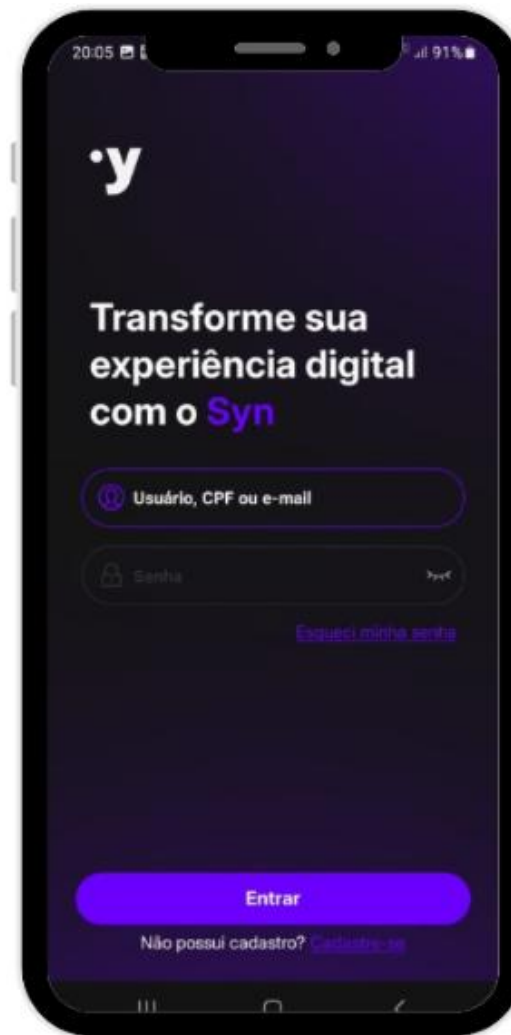 20:05
91%
·y
Transforme sua
experiência digital
com o Syn
Usuário, CPF ou e-mail
Senha
Esqueci minha senha
Entrar
Não possui cadastro? Cadastre-se